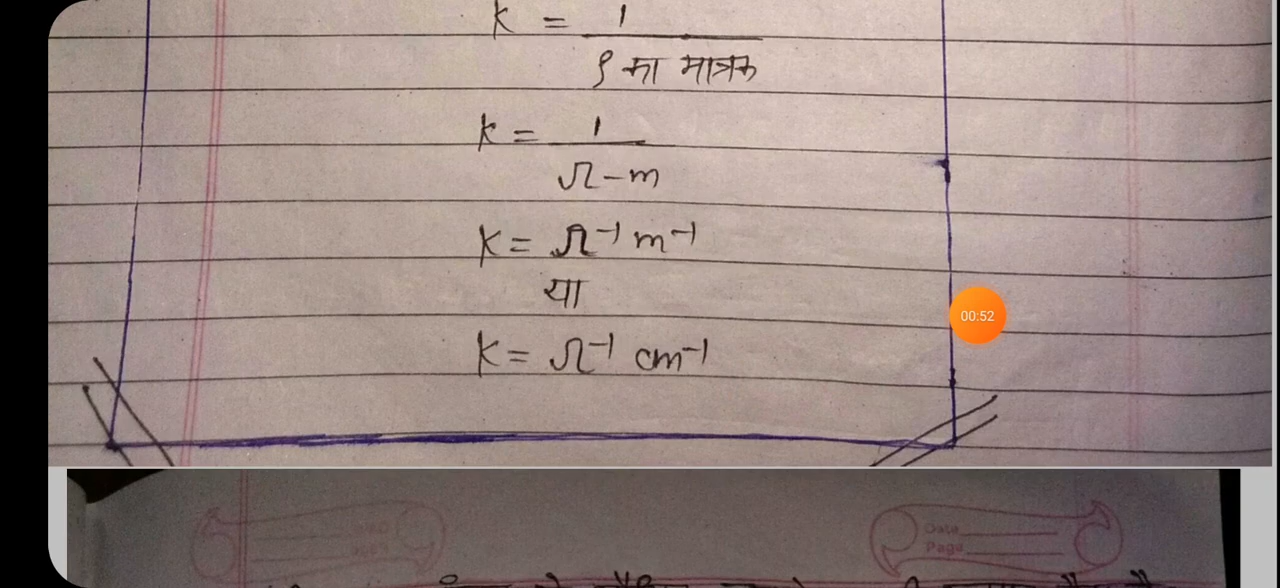 K = 1
ρ का मात्रक
K = 1
Ω-m
K = Ω⁻¹ m⁻¹
या
K = Ω⁻¹ cm⁻¹
00:52
Date
Page